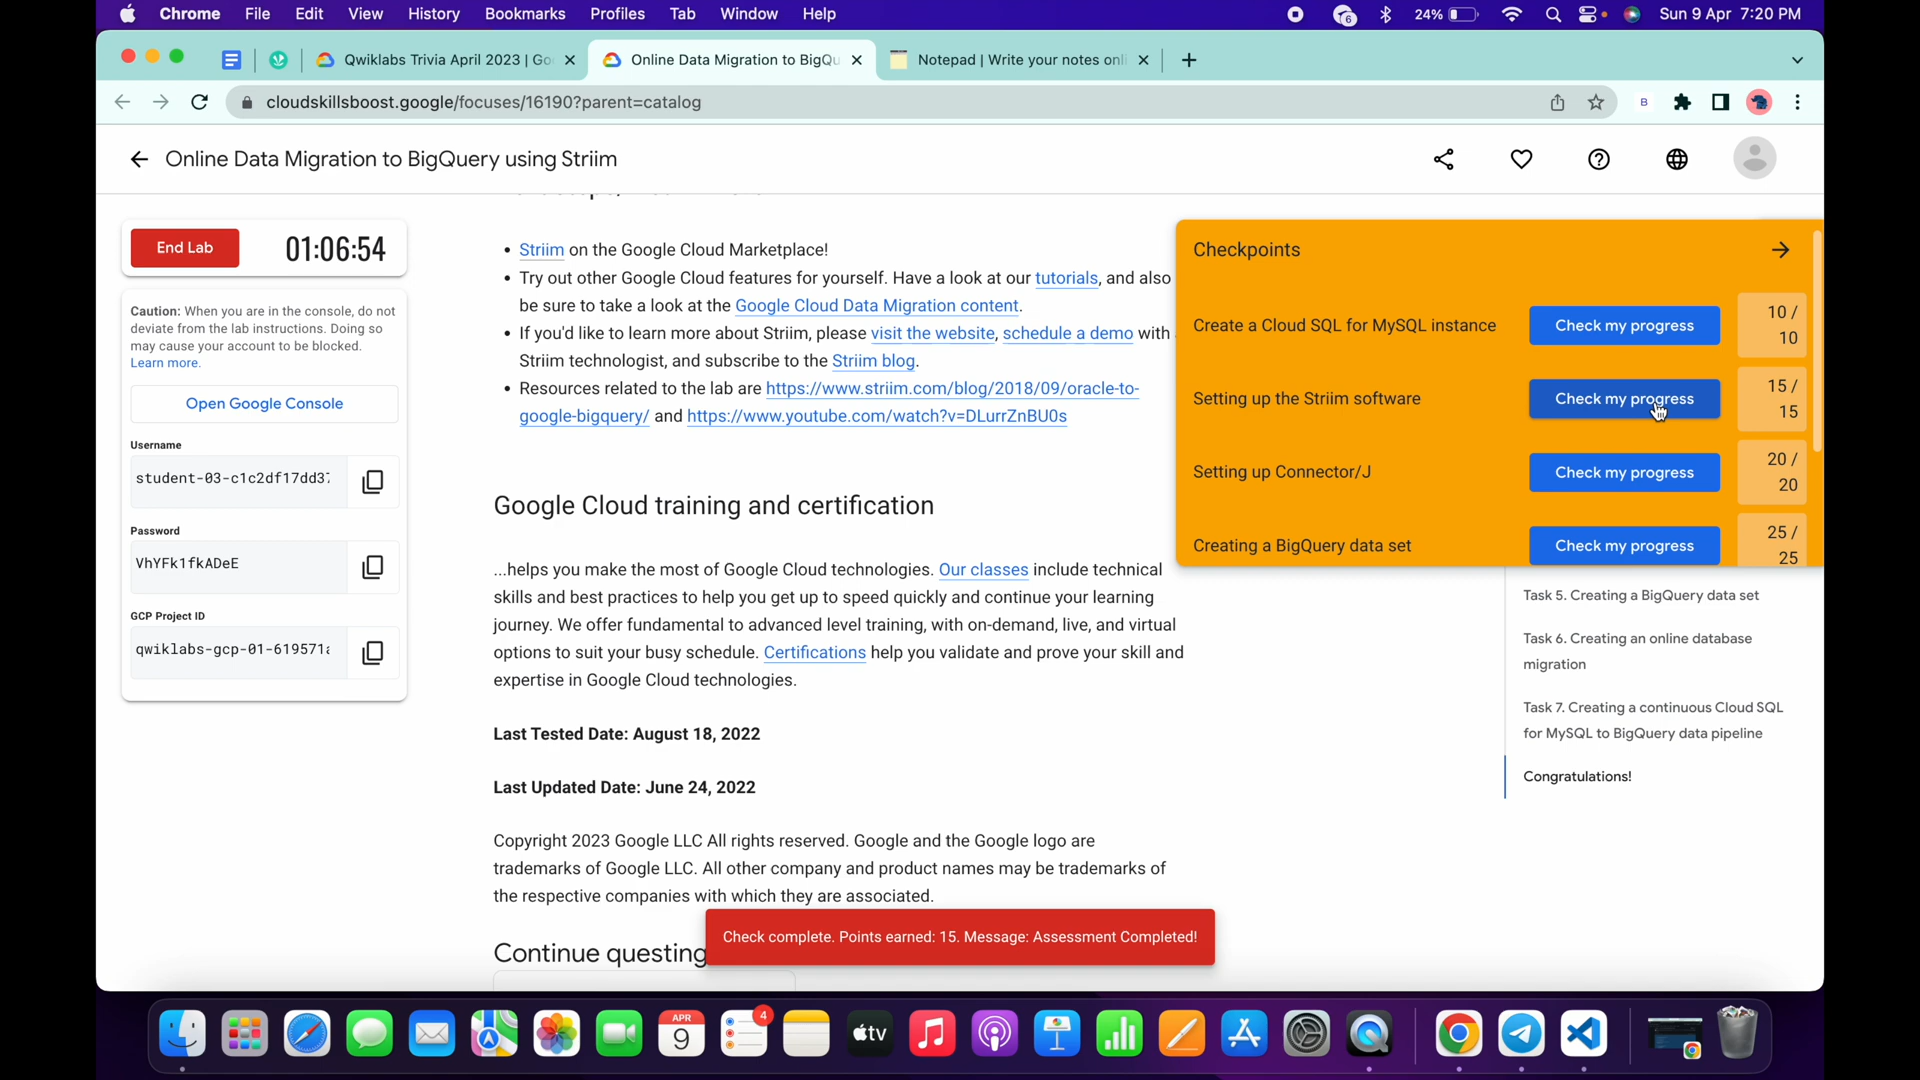 Chrome File Edit View History Bookmarks Profiles Tab Window Help 6 24% Sun 9 Apr 7:20 PM
Qwiklabs Trivia April 2023 | Go Online Data Migration to BigQu Notepad | Write your notes onli
cloudskillsboost.google/focuses/16190?parent=catalog B
Online Data Migration to BigQuery using Striim
End Lab 01:06:54
Caution: When you are in the console, do not
deviate from the lab instructions. Doing so
may cause your account to be blocked.
Learn more.
Open Google Console
Username
student-03-c1c2df17dd37
Password
VhYFk1fkADeE
GCP Project ID
qwiklabs-gcp-01-619571a
• Striim on the Google Cloud Marketplace!
• Try out other Google Cloud features for yourself. Have a look at our tutorials, and also
be sure to take a look at the Google Cloud Data Migration content.
• If you'd like to learn more about Striim, please visit the website, schedule a demo with
Striim technologist, and subscribe to the Striim blog.
• Resources related to the lab are https://www.striim.com/blog/2018/09/oracle-to-
google-bigquery/ and https://www.youtube.com/watch?v=DLurrZnBU0s
Google Cloud training and certification
...helps you make the most of Google Cloud technologies. Our classes include technical
skills and best practices to help you get up to speed quickly and continue your learning
journey. We offer fundamental to advanced level training, with on-demand, live, and virtual
options to suit your busy schedule. Certifications help you validate and prove your skill and
expertise in Google Cloud technologies.
Last Tested Date: August 18, 2022
Last Updated Date: June 24, 2022
Copyright 2023 Google LLC All rights reserved. Google and the Google logo are
trademarks of Google LLC. All other company and product names may be trademarks of
the respective companies with which they are associated.
Continue questing
Check complete. Points earned: 15. Message: Assessment Completed!
Checkpoints
Create a Cloud SQL for MySQL instance Check my progress 10 / 10
Setting up the Striim software Check my progress 15 / 15
Setting up Connector/J Check my progress 20 / 20
Creating a BigQuery data set Check my progress 25 / 25
Task 5. Creating a BigQuery data set
Task 6. Creating an online database
migration
Task 7. Creating a continuous Cloud SQL
for MySQL to BigQuery data pipeline
Congratulations!
APR
9
4
tv